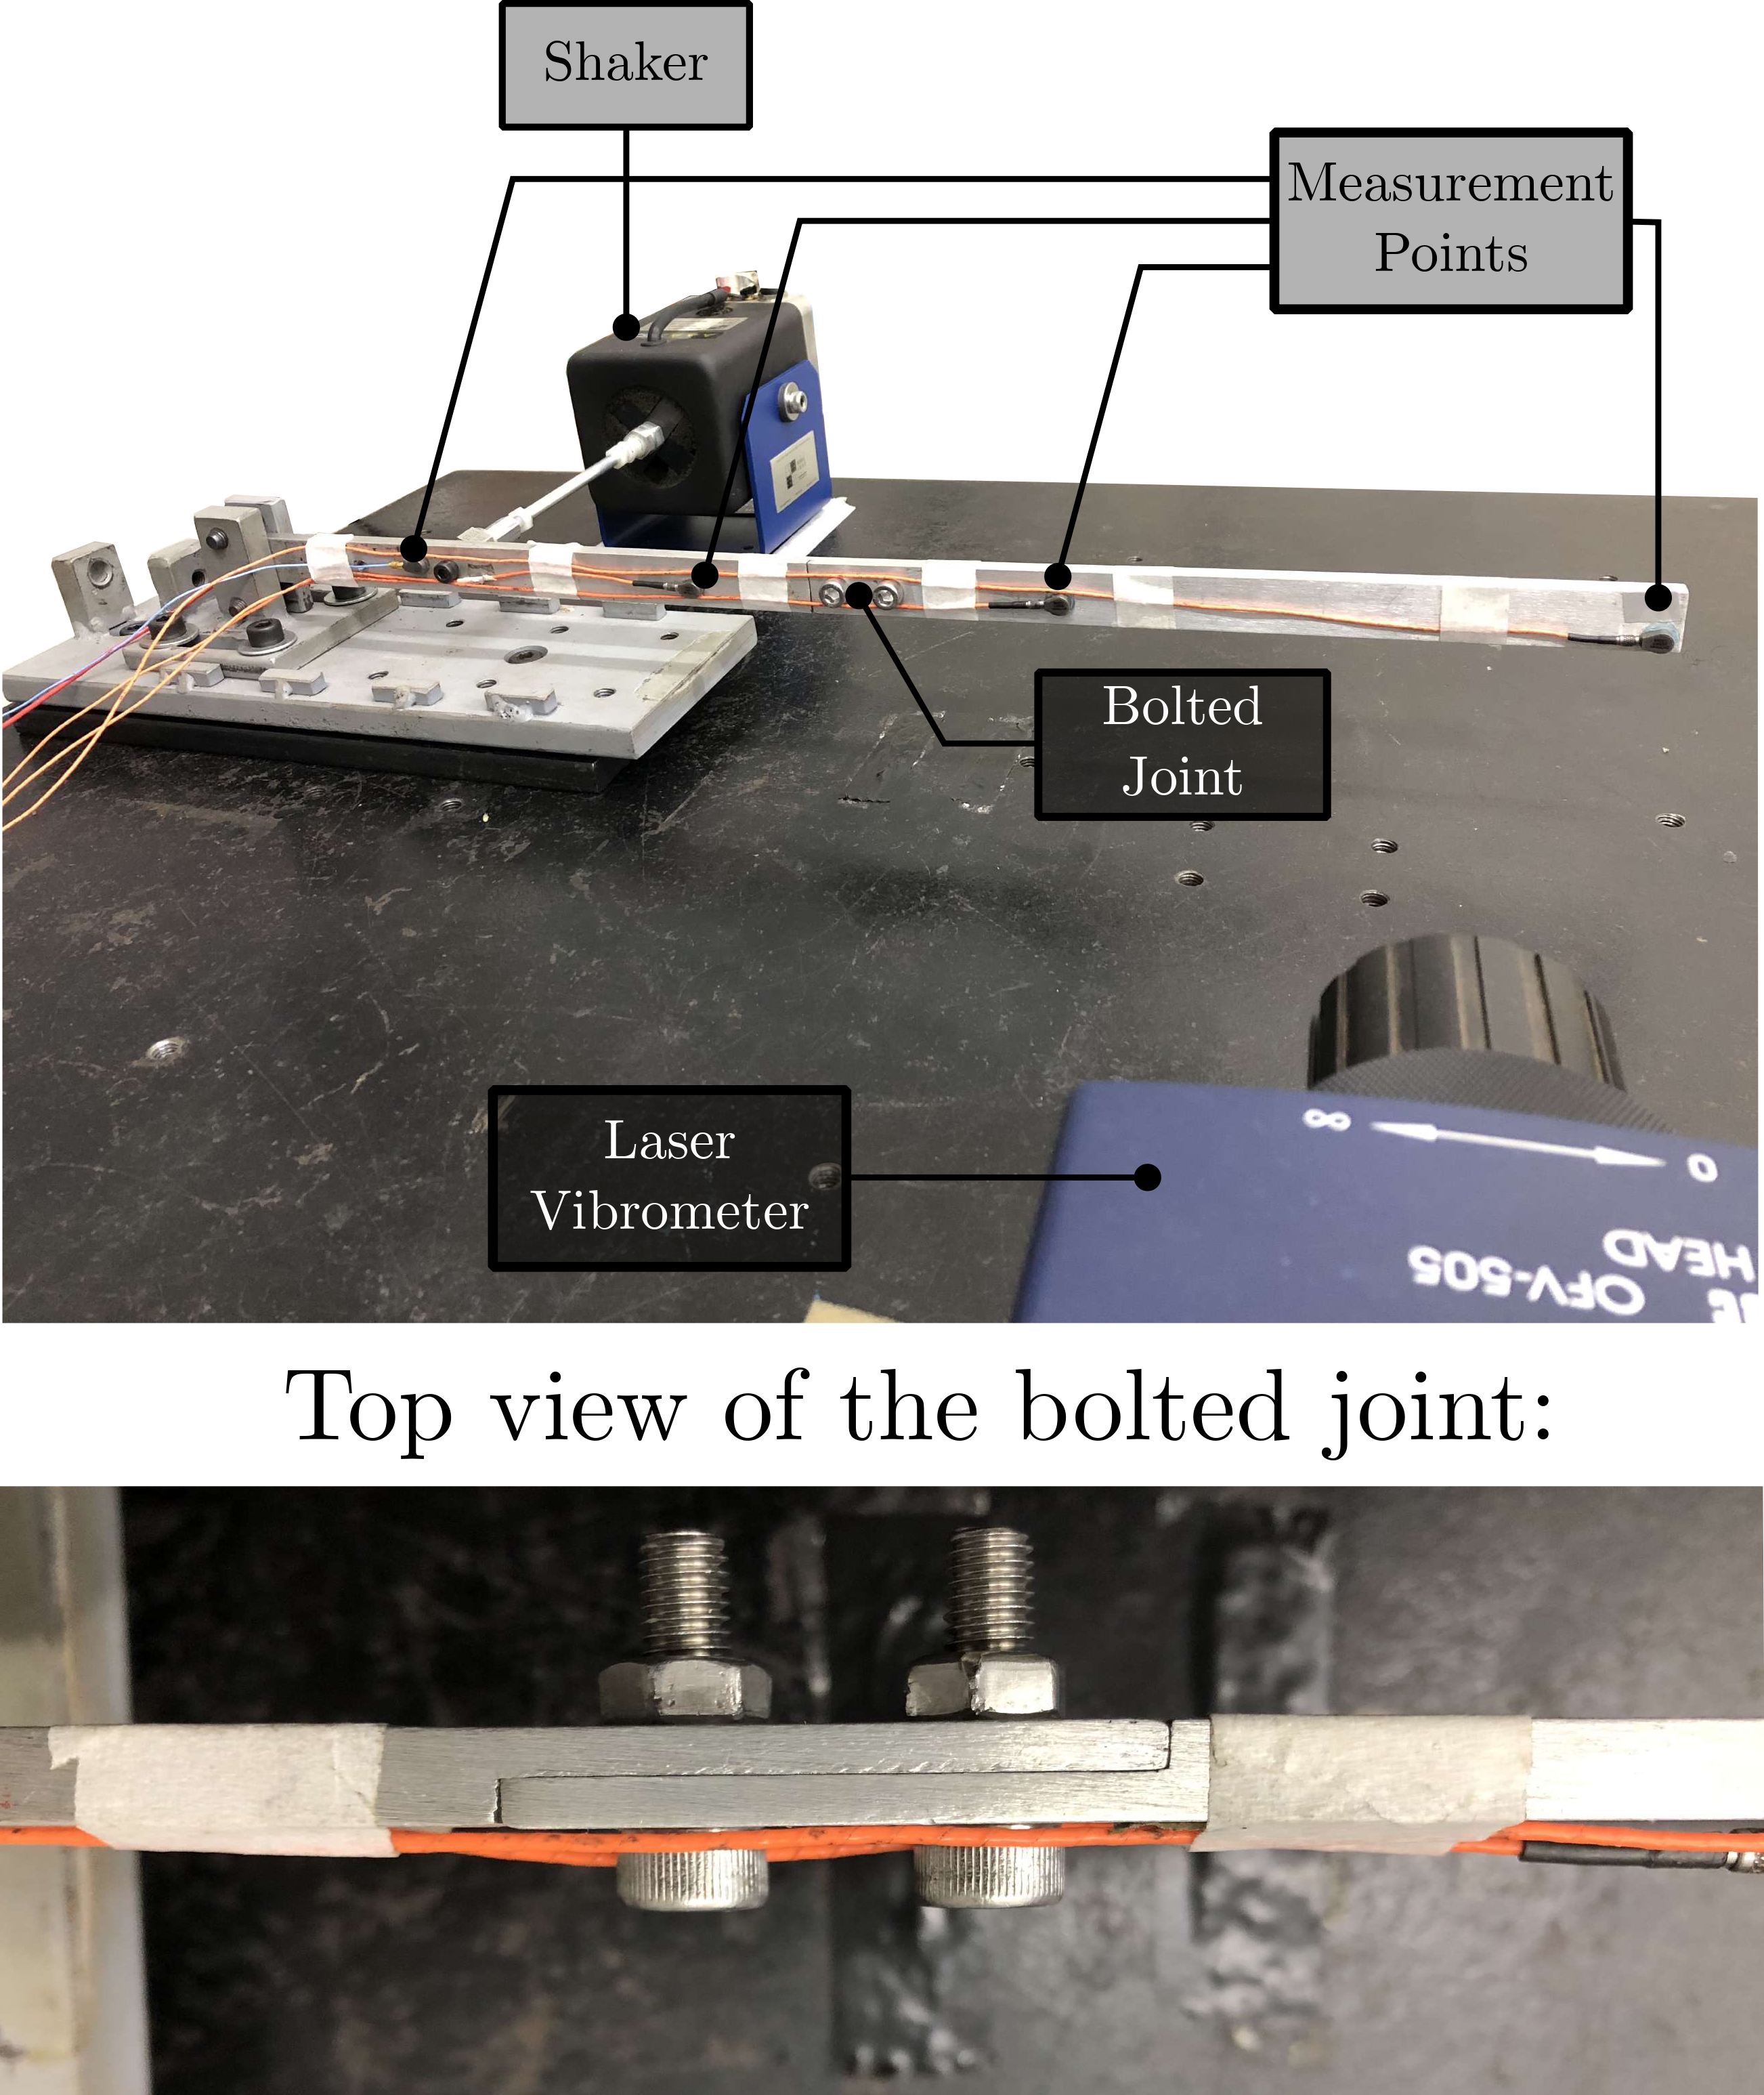 Shaker
Measurement
Points
Bolted
Joint
Laser
Vibrometer
∞ 0
HEAD
OFV-505
Top view of the bolted joint: